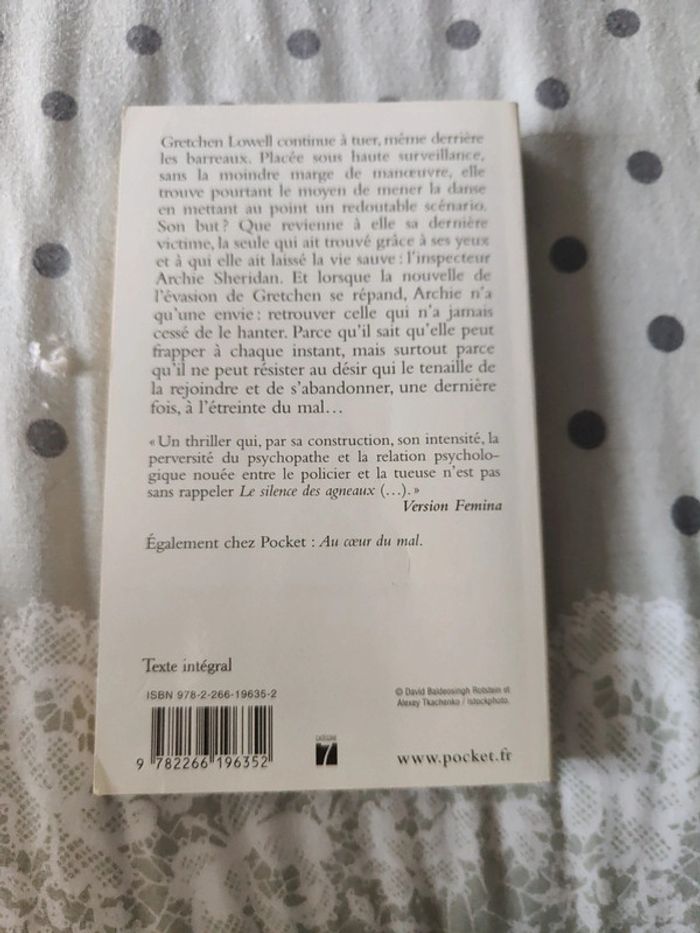 Gretchen Lowell continue à tuer, même derrière
les barreaux. Placée sous haute surveillance,
sans la moindre marge de manœuvre, elle
trouve pourtant le moyen de mener la danse
en mettant au point un redoutable scénario.
Son but ? Que revienne à elle sa dernière
victime, la seule qui ait trouvé grâce à ses yeux
et à qui elle ait laissé la vie sauve : l'inspecteur
Archie Sheridan. Et lorsque la nouvelle de
l'évasion de Gretchen se répand, Archie n'a
qu'une envie : retrouver celle qui n'a jamais
cessé de le hanter. Parce qu'il sait qu'elle peut
frapper à chaque instant, mais surtout parce
qu'il ne peut résister au désir qui le tenaille de
la rejoindre et de s'abandonner, une dernière
fois, à l'étreinte du mal…
« Un thriller qui, par sa construction, son intensité, la
perversité du psychopathe et la relation psycholo-
gique nouée entre le policier et la tueuse n'est pas
sans rappeler Le silence des agneaux (…). »
Version Femina
Également chez Pocket : Au cœur du mal.
Texte intégral
ISBN 978-2-266-19635-2
9 782266 196352
CATÉGORIE
7
© David Baldeosingh Rotstein et
Alexey Tkachenko / istockphoto.
www.pocket.fr